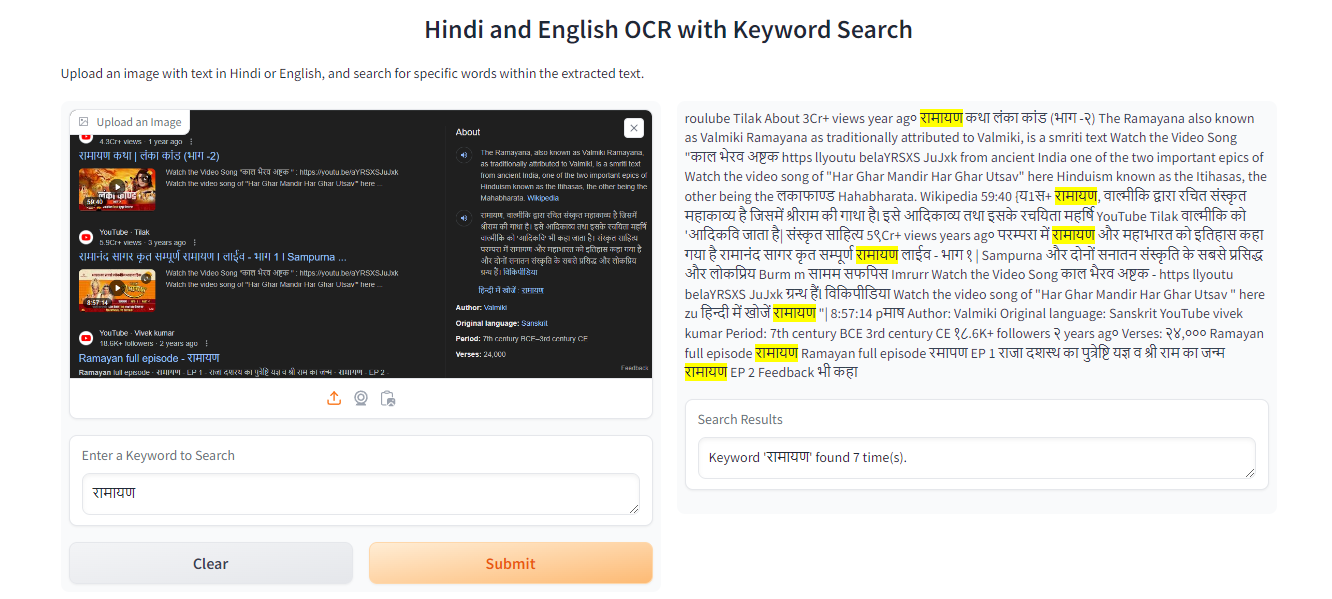 Hindi and English OCR with Keyword Search
Upload an image with text in Hindi or English, and search for specific words within the extracted text.
Upload an Image
4.3Cr+ views · 1 year ago
रामायण कथा | लंका कांड (भाग -2)
Watch the Video Song "काल भेरव अष्टक" : https://youtu.be/aYRSXSJuJxk
Watch the video song of "Har Ghar Mandir Har Ghar Utsav" here ...
लंका काण्ड
59:40
YouTube · Tilak
5.9Cr+ views · 3 years ago
रामानंद सागर कृत सम्पूर्ण रामायण I लाईव - भाग 1 I Sampurna ...
Watch the Video Song "काल भेरव अष्टक" : https://youtu.be/aYRSXSJuJxk
Watch the video song of "Har Ghar Mandir Har Ghar Utsav" here ...
8:57:14
YouTube · Vivek kumar
18.6K+ followers · 2 years ago
Ramayan full episode - रामायण
Ramayan full episode - रामायण - EP 1 - राजा दशरथ का पुत्रेष्टि यज्ञ व श्री राम का जन्म - रामायण - EP 2 -
About
The Ramayana, also known as Valmiki Ramayana,
as traditionally attributed to Valmiki, is a smriti text
from ancient India, one of the two important epics of
Hinduism known as the Itihasas, the other being the
Mahabharata. Wikipedia
रामायण, वाल्मीकि द्वारा रचित संस्कृत महाकाव्य है जिसमें
श्रीराम की गाथा है। इसे आदिकाव्य तथा इसके रचयिता महर्षि
वाल्मीकि को 'आदिकवि' भी कहा जाता है। संस्कृत साहित्य
परम्परा में रामायण और महाभारत को इतिहास कहा गया है
और दोनों सनातन संस्कृति के सबसे प्रसिद्ध और लोकप्रिय
ग्रन्थ हैं। विकिपीडिया
हिन्दी में खोजें : रामायण
Author: Valmiki
Original language: Sanskrit
Period: 7th century BCE–3rd century CE
Verses: 24,000
Feedback
Enter a Keyword to Search
रामायण
Clear
Submit
roulube Tilak About 3Cr+ views year ago रामायण कथा लंका कांड (भाग -२) The Ramayana also known
as Valmiki Ramayana as traditionally attributed to Valmiki, is a smriti text Watch the Video Song
"काल भेरव अष्टक https llyoutu belaYRSXS JuJxk from ancient India one of the two important epics of
Watch the video song of "Har Ghar Mandir Har Ghar Utsav" here Hinduism known as the Itihasas, the
other being the लकाफाण्ड Hahabharata. Wikipedia 59:40 {य1स+ रामायण, वाल्मीकि द्वारा रचित संस्कृत
महाकाव्य है जिसमें श्रीराम की गाथा है। इसे आदिकाव्य तथा इसके रचयिता महर्षि YouTube Tilak वाल्मीकि को
'आदिकवि जाता है| संस्कृत साहित्य 5९Cr+ views years ago परम्परा में रामायण और महाभारत को इतिहास कहा
गया है रामानंद सागर कृत सम्पूर्ण रामायण लाईव - भाग १ | Sampurna और दोनों सनातन संस्कृति के सबसे प्रसिद्ध
और लोकप्रिय Burm m सामम सफपिस Imrurr Watch the Video Song काल भैरव अष्टक - https llyoutu
belaYRSXS JuJxk ग्रन्थ हैं। विकिपीडिया Watch the video song of "Har Ghar Mandir Har Ghar Utsav " here
zu हिन्दी में खोजें रामायण "| 8:57:14 pमाष Author: Valmiki Original language: Sanskrit YouTube vivek
kumar Period: 7th century BCE 3rd century CE १८.6K+ followers २ years ago Verses: २४,००० Ramayan
full episode रामायण Ramayan full episode रमापण EP 1 राजा दशस्थ का पुत्रेष्टि यज्ञ व श्री राम का जन्म
रामायण EP 2 Feedback भी कहा
Search Results
Keyword 'रामायण' found 7 time(s).